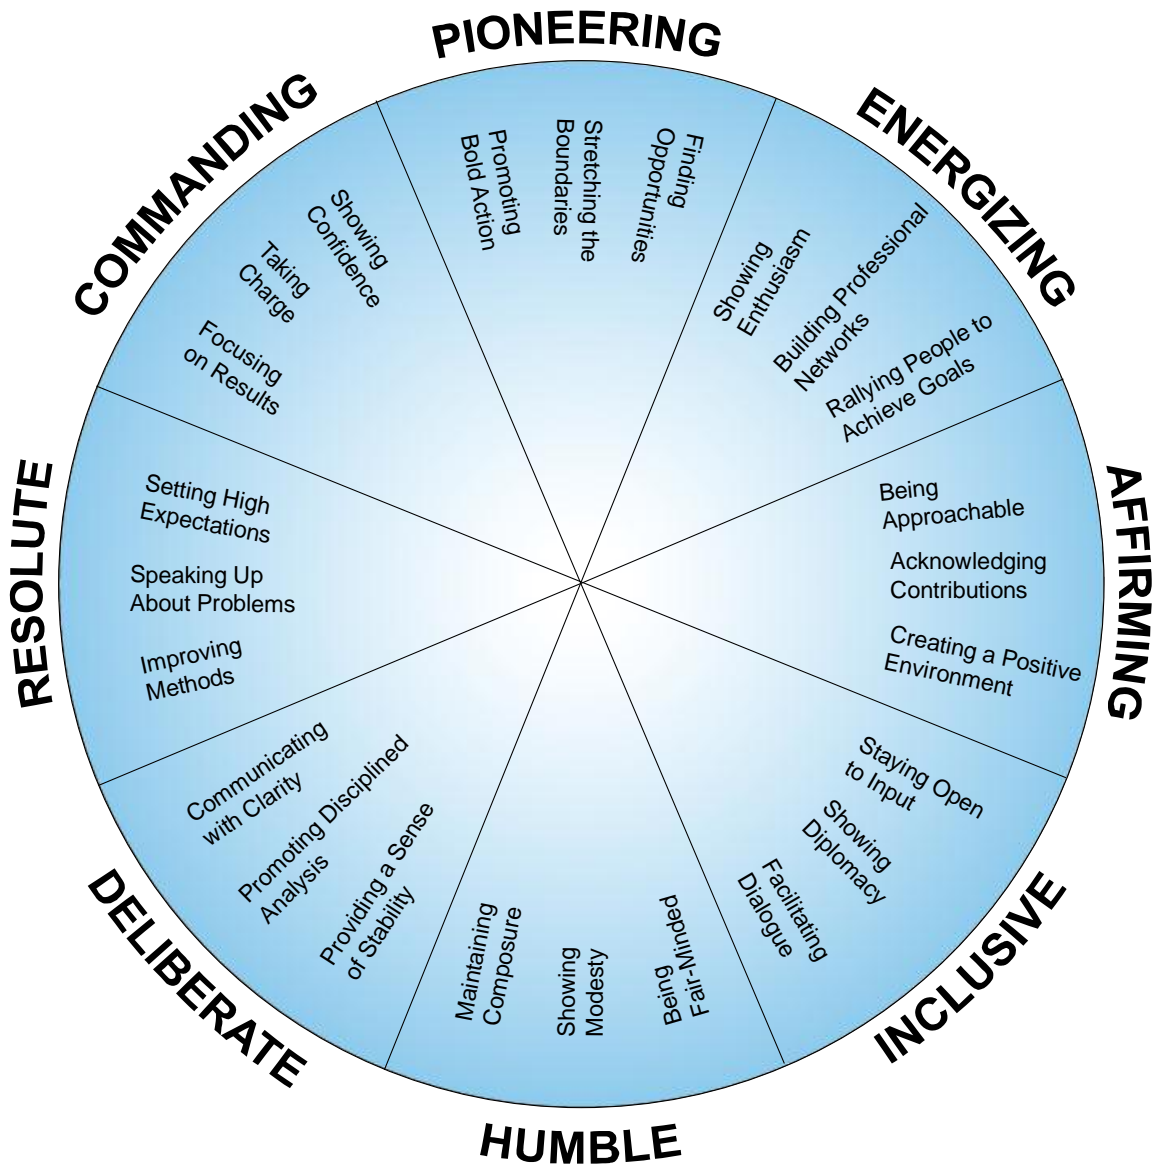 PIONEERING
Promoting
Bold Action
Stretching the
Boundaries
Finding
Opportunities
ENERGIZING
Showing
Enthusiasm
Building Professional
Networks
Rallying People to
Achieve Goals
AFFIRMING
Being
Approachable
Acknowledging
Contributions
Creating a Positive
Environment
INCLUSIVE
Staying Open
to Input
Showing
Diplomacy
Facilitating
Dialogue
HUMBLE
Being
Fair-Minded
Showing
Modesty
Maintaining
Composure
DELIBERATE
Providing a Sense
of Stability
Promoting Disciplined
Analysis
Communicating
with Clarity
RESOLUTE
Improving
Methods
Speaking Up
About Problems
Setting High
Expectations
COMMANDING
Focusing
on Results
Taking
Charge
Showing
Confidence